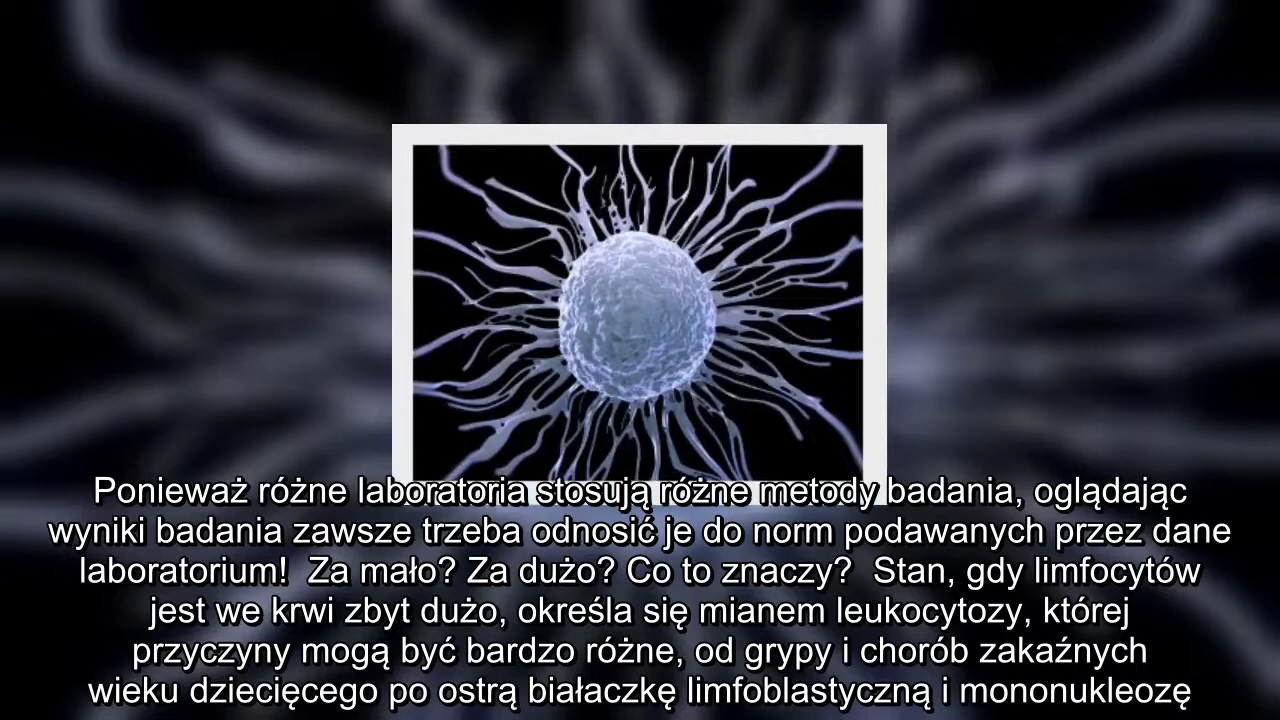 Ponieważ różne laboratoria stosują różne metody badania, oglądając
wyniki badania zawsze trzeba odnosić je do norm podawanych przez dane
laboratorium!  Za mało? Za dużo? Co to znaczy?  Stan, gdy limfocytów
jest we krwi zbyt dużo, określa się mianem leukocytozy, której
przyczyny mogą być bardzo różne, od grypy i chorób zakaźnych
wieku dziecięcego po ostrą białaczkę limfoblastyczną i mononukleozę